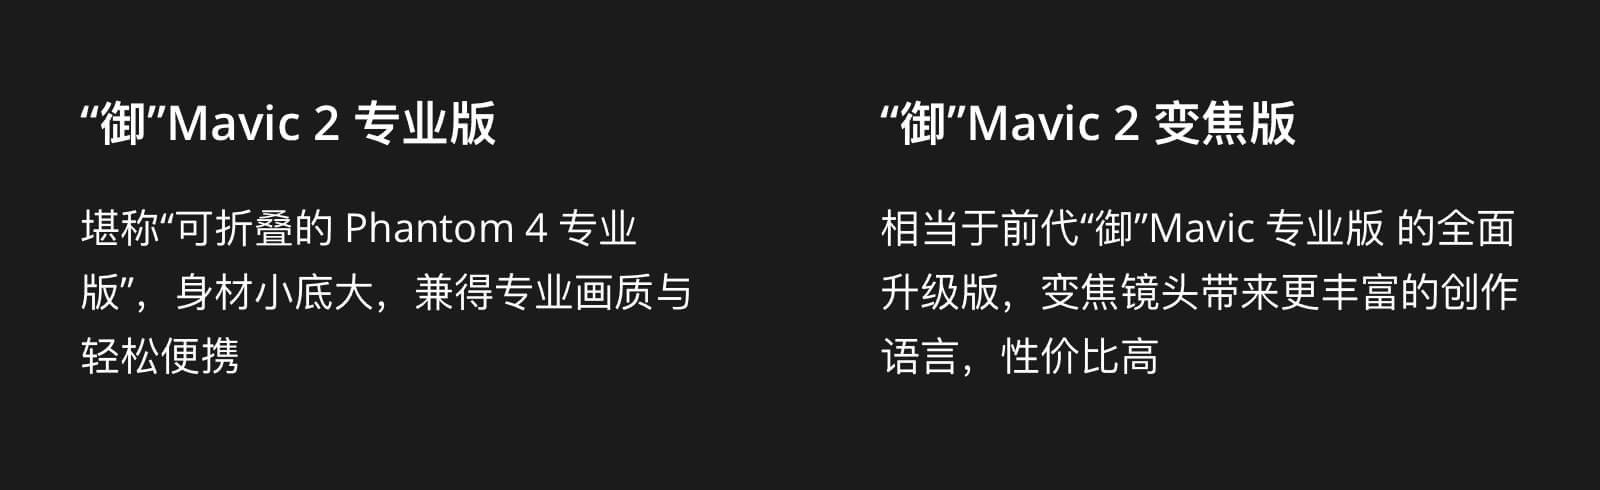 “御”Mavic 2 专业版
堪称“可折叠的 Phantom 4 专业
版”，身材小底大，兼得专业画质与
轻松便携
“御”Mavic 2 变焦版
相当于前代“御”Mavic 专业版 的全面
升级版，变焦镜头带来更丰富的创作
语言，性价比高